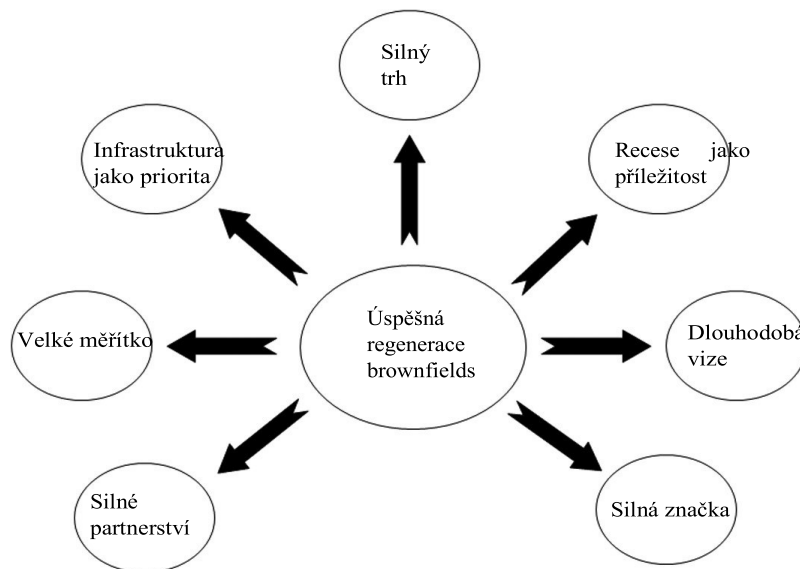 Silný
trh
Infrastruktura
jako priorita
Recese jako
příležitost
Velké měřítko
Úspěšná
regenerace
brownfields
Dlouhodobá
vize
Silné
partnerství
Silná značka